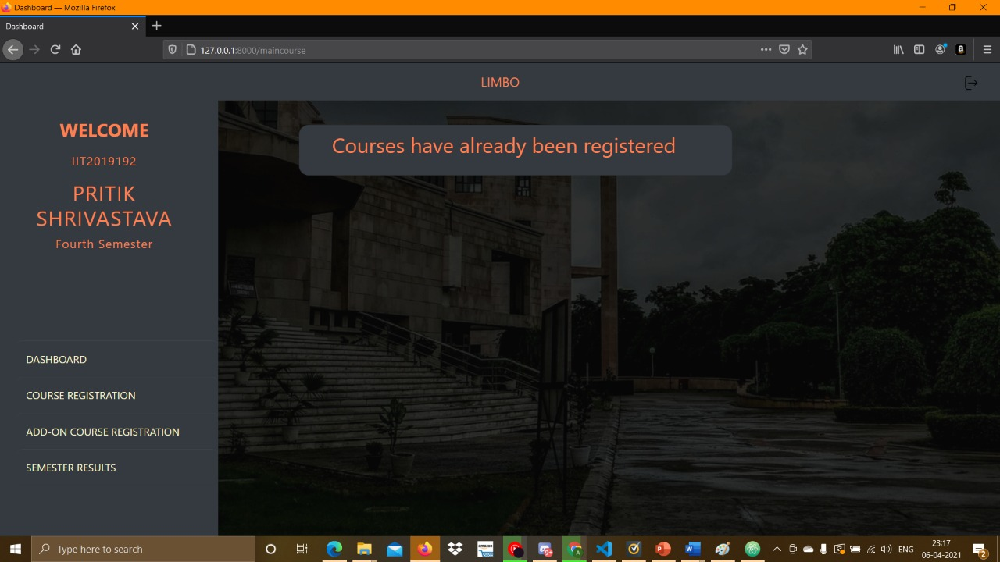 Dashboard — Mozilla Firefox
Dashboard
127.0.0.1:8000/maincourse
LIMBO
WELCOME
IIT2019192
PRITIK
SHRIVASTAVA
Fourth Semester
Courses have already been registered
DASHBOARD
COURSE REGISTRATION
ADD-ON COURSE REGISTRATION
SEMESTER RESULTS
Type here to search
ENG
23:17
06-04-2021
2